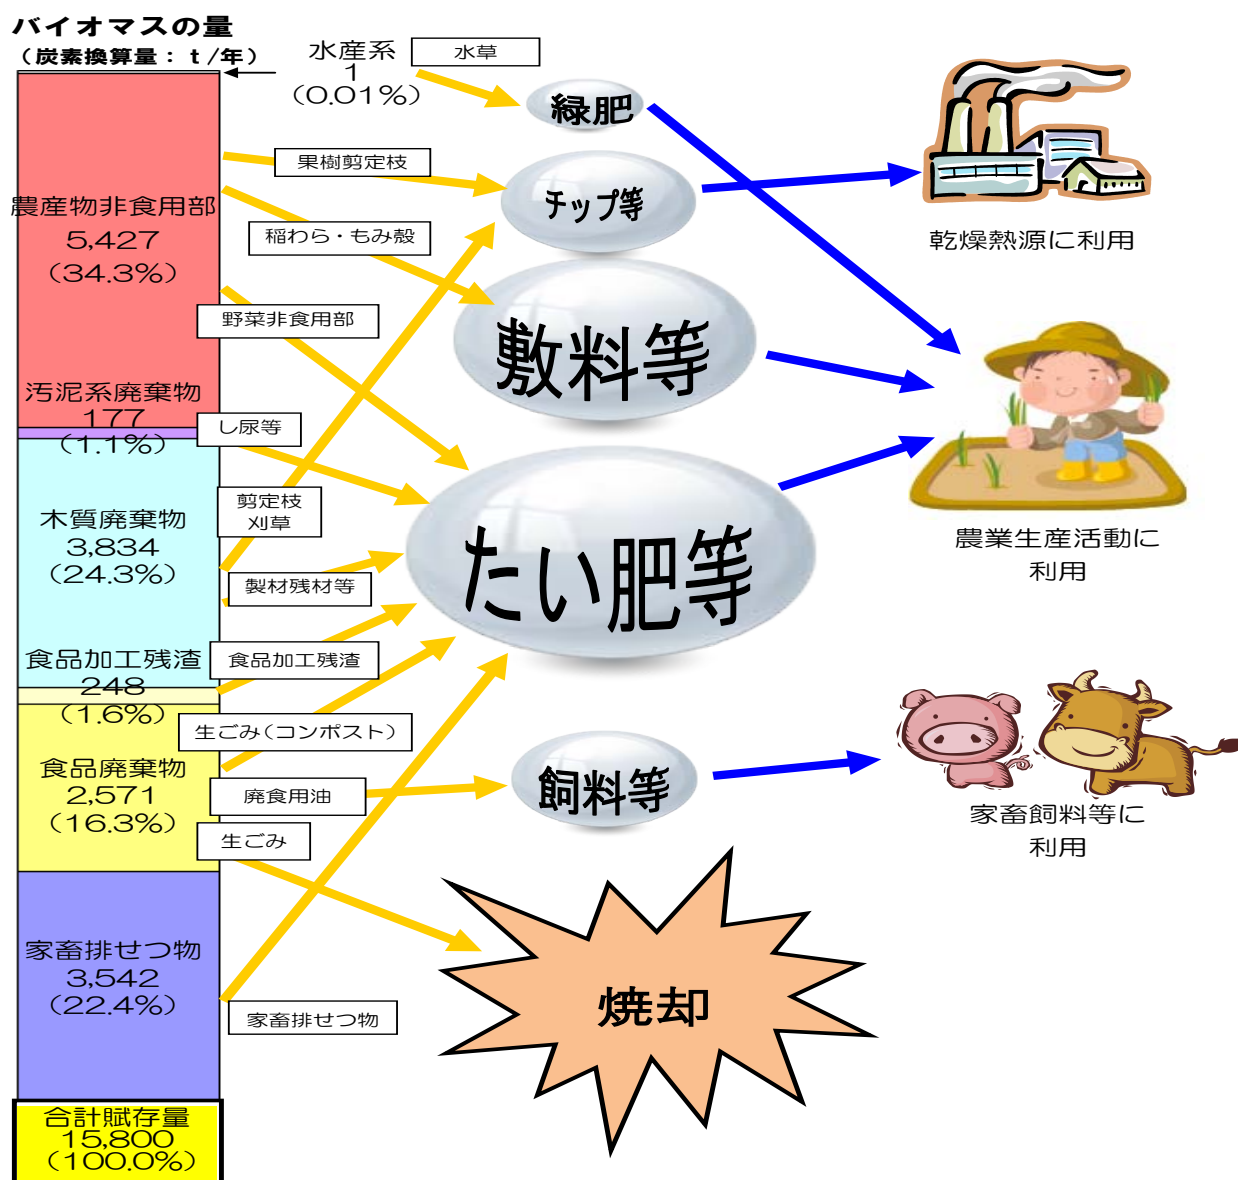 バイオマスの量
（炭素換算量：ｔ/年）
水産系
1
（0.01%）
水草
緑肥
果樹剪定枝
チップ等
農産物非食用部
5,427
（34.3%）
稲わら・もみ殻
乾燥熱源に利用
野菜非食用部
敷料等
汚泥系廃棄物
177
（1.1%）
し尿等
剪定枝
刈草
木質廃棄物
3,834
（24.3%）
たい肥等
農業生産活動に
利用
製材残材等
食品加工残渣
248
（1.6%）
食品加工残渣
生ごみ（コンポスト）
食品廃棄物
2,571
（16.3%）
廃食用油
飼料等
家畜飼料等に
利用
生ごみ
家畜排せつ物
3,542
（22.4%）
家畜排せつ物
焼却
合計賦存量
15,800
（100.0%）